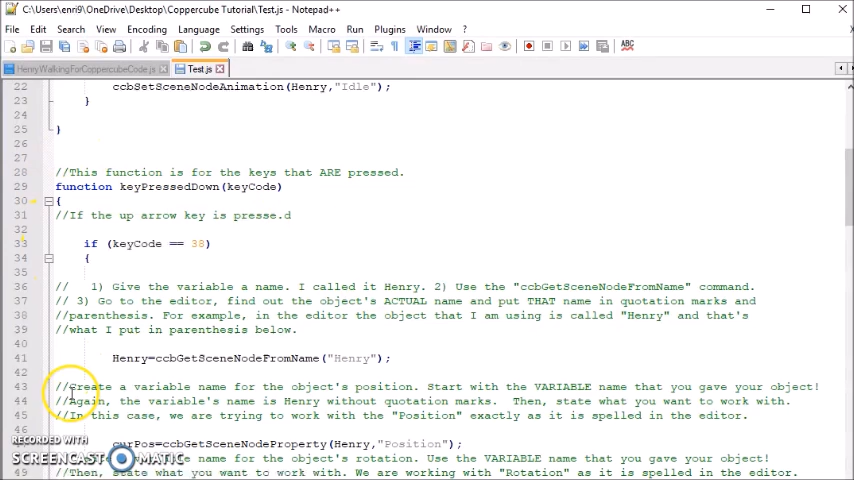 C:\Users\enri9\OneDrive\Desktop\Coppercube Tutorial\Test.js - Notepad++
File Edit Search View Encoding Language Settings Tools Macro Run Plugins Window ?
HenryWalkingForCoppercubeCode.js Test.js
22 ccbSetSceneNodeAnimation(Henry,"Idle");
23 }
24
25 }
26
27
28 //This function is for the keys that ARE pressed.
29 function keyPressedDown(keyCode)
30 {
31 //If the up arrow key is presse.d
32
33 if (keyCode == 38)
34 {
35
36 // 1) Give the variable a name. I called it Henry. 2) Use the "ccbGetSceneNodeFromName" command.
37 // 3) Go to the editor, find out the object's ACTUAL name and put THAT name in quotation marks and
38 //parenthesis. For example, in the editor the object that I am using is called "Henry" and that's
39 //what I put in parenthesis below.
40
41 Henry=ccbGetSceneNodeFromName("Henry");
42
43 //Create a variable name for the object's position. Start with the VARIABLE name that you gave your object!
44 //Again, the variable's name is Henry without quotation marks. Then, state what you want to work with.
45 //In this case, we are trying to work with the "Position" exactly as it is spelled in the editor.
46
curPos=ccbGetSceneNodeProperty(Henry,"Position");
variable name for the object's rotation. Use the VARIABLE name that you gave your object!
49 //Then, state what you want to work with. We are working with "Rotation" as it is spelled in the editor.
RECORDED WITH
SCREENCAST MATIC